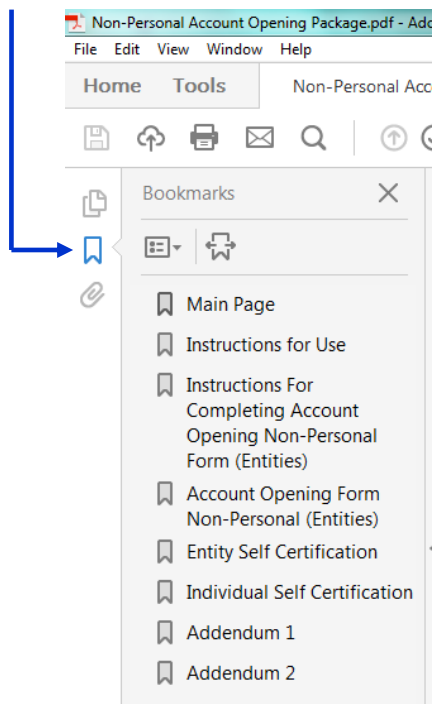 Non-Personal Account Opening Package.pdf - Ado
File Edit View Window Help
Home Tools Non-Personal Acc
Bookmarks
Main Page
Instructions for Use
Instructions For
Completing Account
Opening Non-Personal
Form (Entities)
Account Opening Form
Non-Personal (Entities)
Entity Self Certification
Individual Self Certification
Addendum 1
Addendum 2